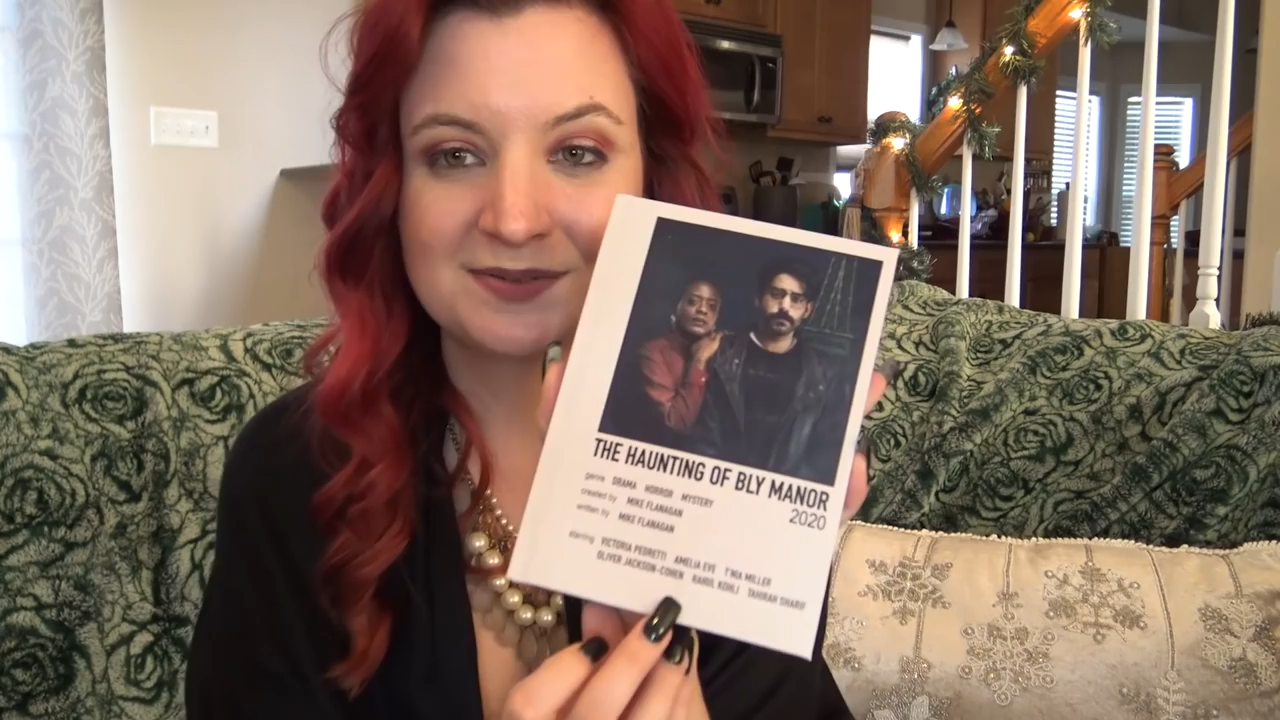 THE HAUNTING OF BLY MANOR
2020
genre DRAMA HORROR MYSTERY
created by MIKE FLANAGAN
written by MIKE FLANAGAN
starring VICTORIA PEDRETTI AMELIA EVE T'NIA MILLER
OLIVER JACKSON-COHEN RAHUL KOHLI TAHIRAH SHARIF